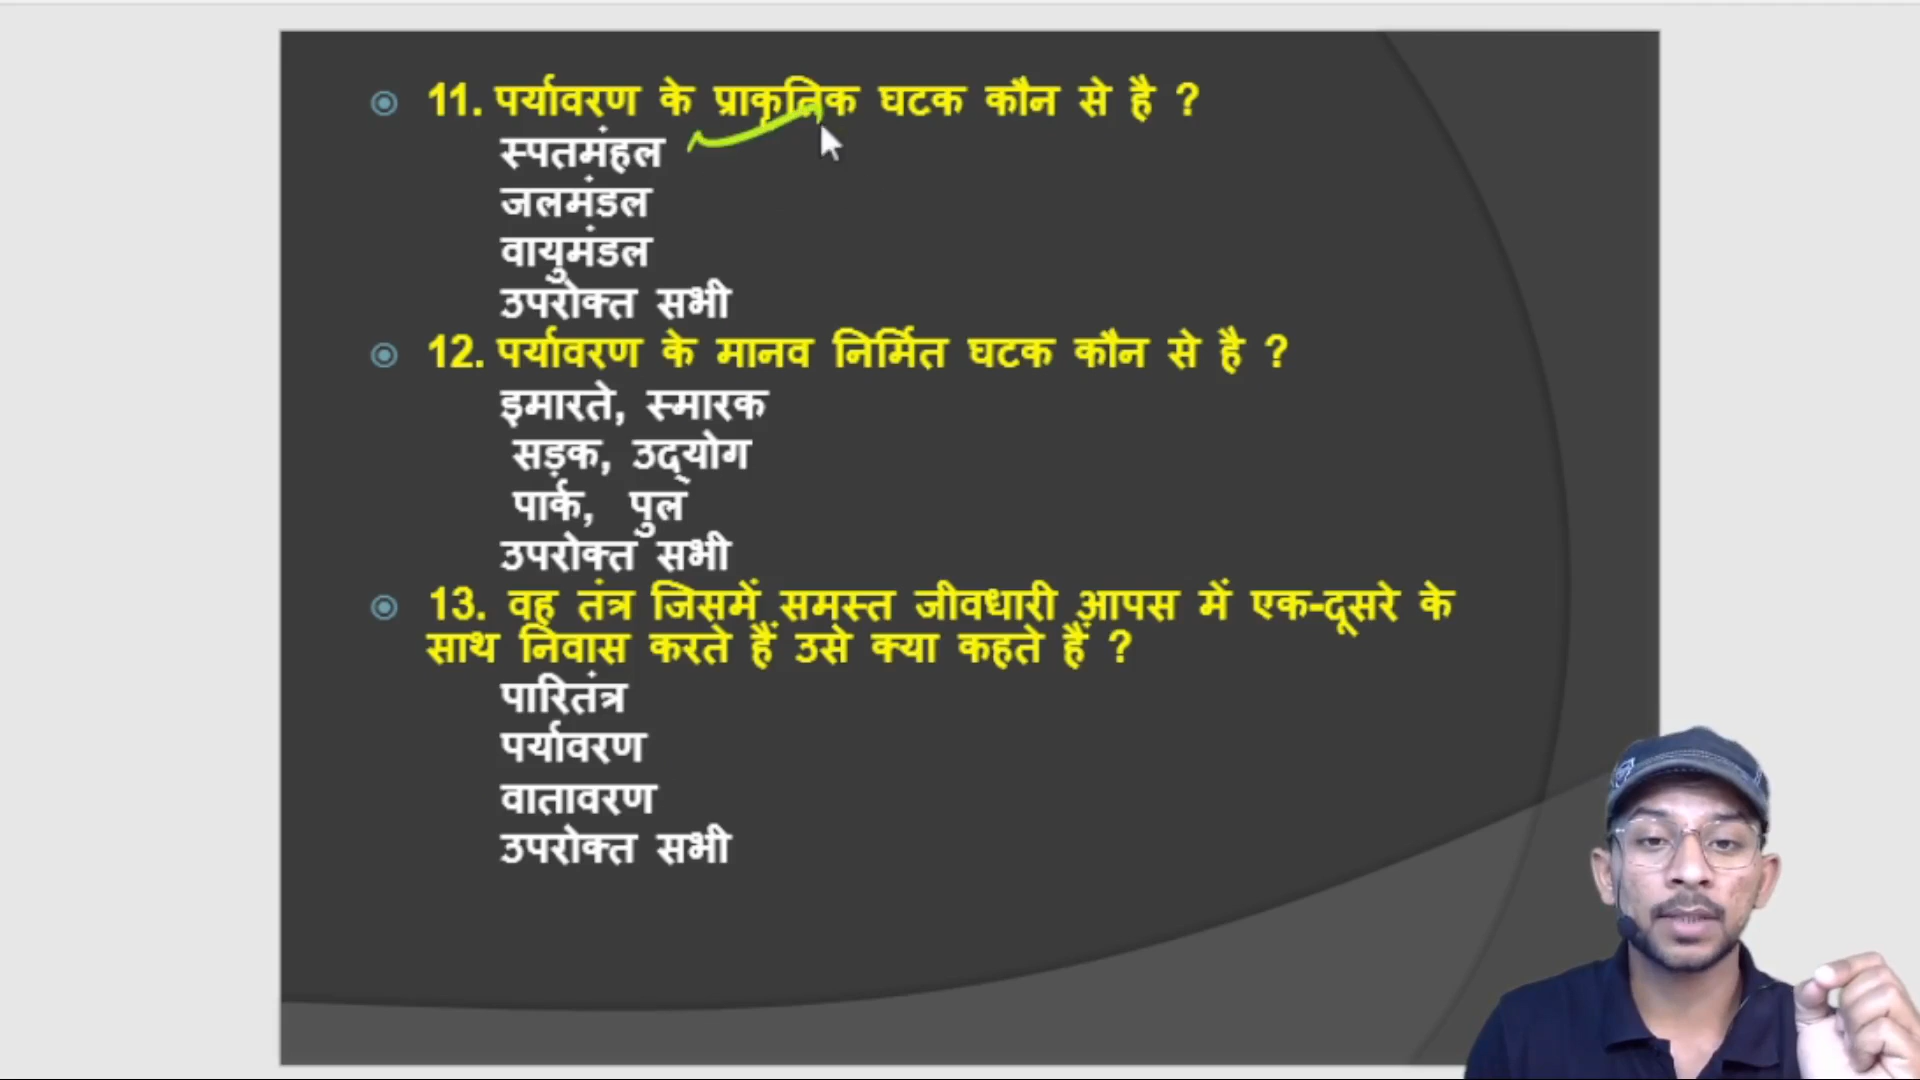 11. पर्यावरण के प्राकृतिक घटक कौन से है ?
स्पतमंहल
जलमंडल
वायुमंडल
उपरोक्त सभी
12. पर्यावरण के मानव निर्मित घटक कौन से है ?
इमारते, स्मारक
सड़क, उद्योग
पार्क, पुल
उपरोक्त सभी
13. वह तंत्र जिसमें समस्त जीवधारी आपस में एक-दूसरे के
साथ निवास करते हैं उसे क्या कहते हैं ?
पारितंत्र
पर्यावरण
वातावरण
उपरोक्त सभी